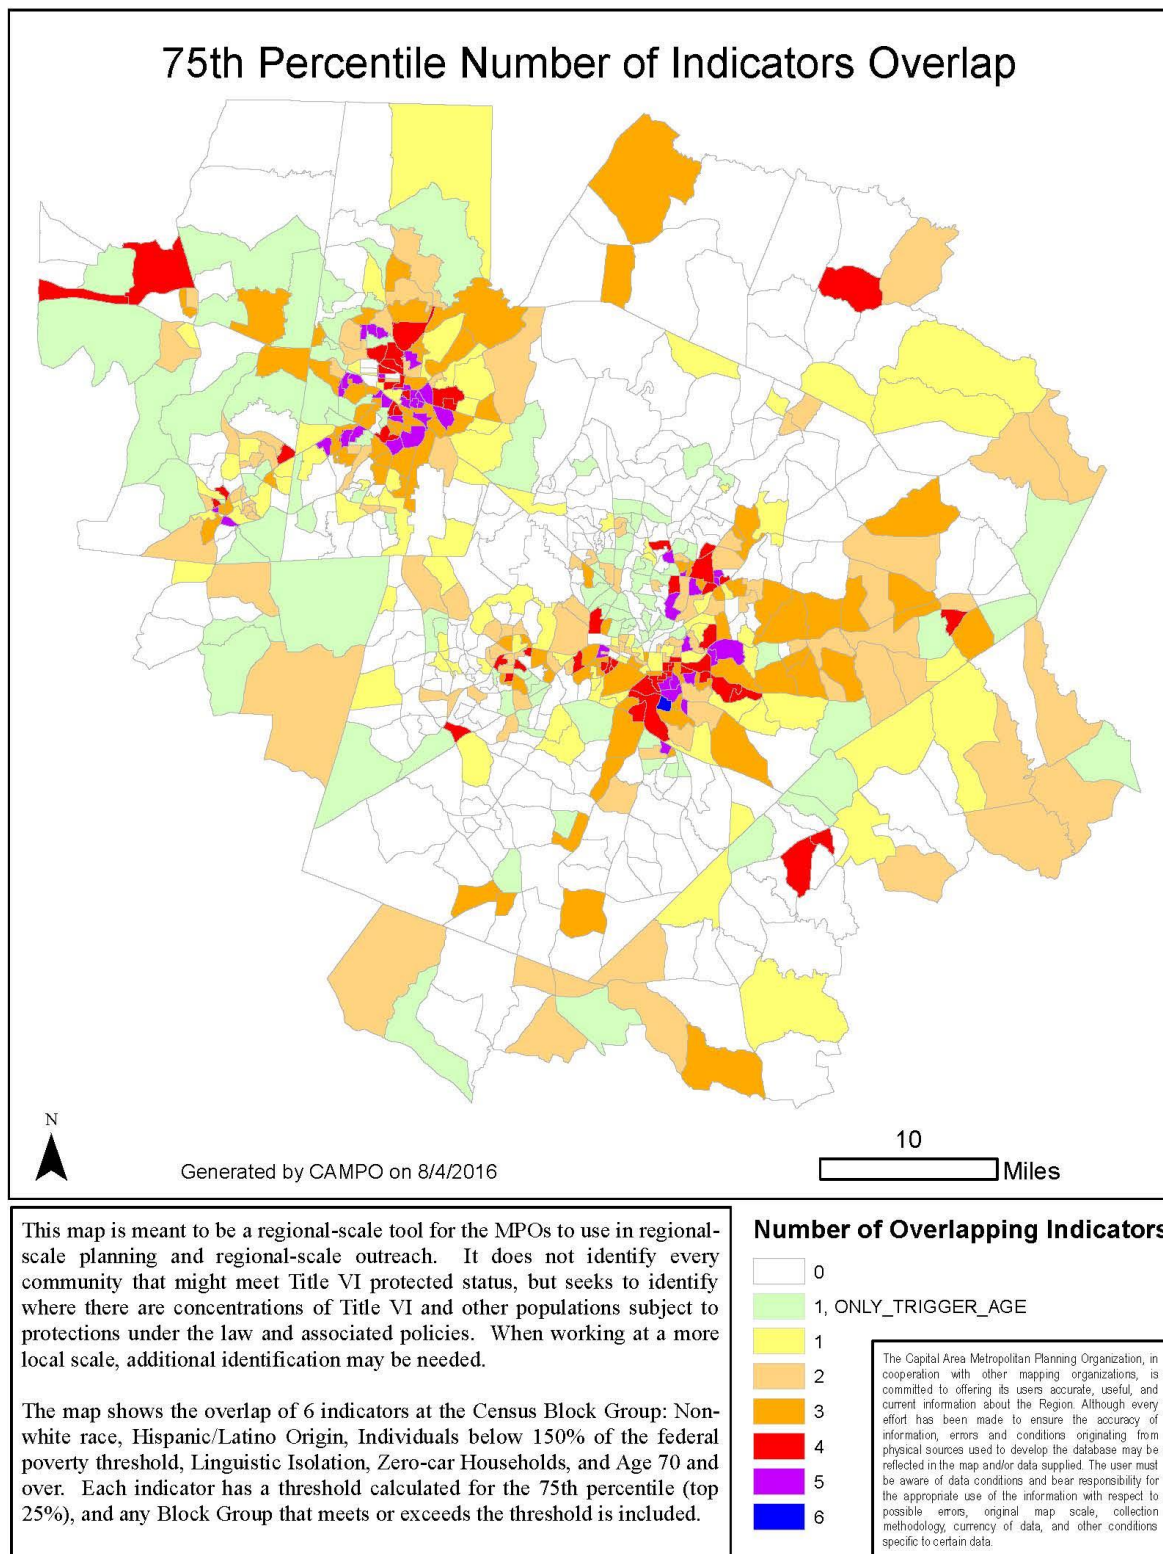 75th Percentile Number of Indicators Overlap
N
Generated by CAMPO on 8/4/2016
10
Miles
This map is meant to be a regional-
scale tool for the MPOs to use in regional-
scale planning and regional-scale outreach. It does not identify every
community that might meet Title VI protected status, but seeks to identify
where there are concentrations of Title VI and other populations subject to
protections under the law and associated policies. When working at a more
local scale, additional identification may be needed.
The map shows the overlap of 6 indicators at the Census Block Group: Non-
white race, Hispanic/Latino Origin, Individuals below 150% of the federal
poverty threshold, Linguistic Isolation, Zero-car Households, and Age 70 and
over. Each indicator has a threshold calculated for the 75th percentile (top
25%), and any Block Group that meets or exceeds the threshold is included.
Number of Overlapping Indicators
0
1, ONLY_TRIGGER_AGE
1
2
3
4
5
6
The Capital Area Metropolitan Planning Organization, in
cooperation with other mapping organizations, is
committed to offering its users accurate, useful, and
current information about the Region. Although every
effort has been made to ensure the accuracy of
information, errors and conditions originating from
physical sources used to develop the database may be
reflected in the map and/or data supplied. The user must
be aware of data conditions and bear responsibility for
the appropriate use of the information with respect to
possible errors, original map scale, collection
methodology, currency of data, and other conditions
specific to certain data.